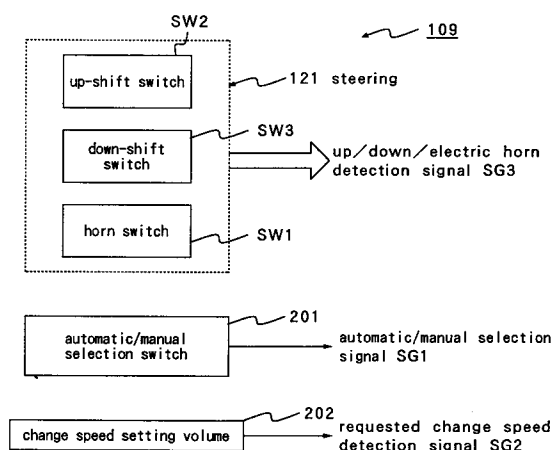 SW2
109
up-shift switch
121 steering
SW3
down-shift
switch
up/down/electric horn
detection signal SG3
horn switch
SW1
201
automatic/manual
selection switch
automatic/manual selection
signal SG1
202
change speed setting volume
requested change speed
detection signal SG2